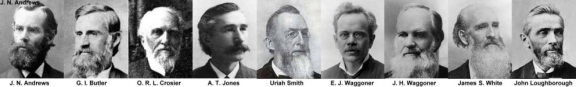 J. N. Andrews
J. N. Andrews
G. I. Butler
O. R. L. Crosier
A. T. Jones
Uriah Smith
E. J. Waggoner
J. H. Waggoner
James S. White
John Loughborough